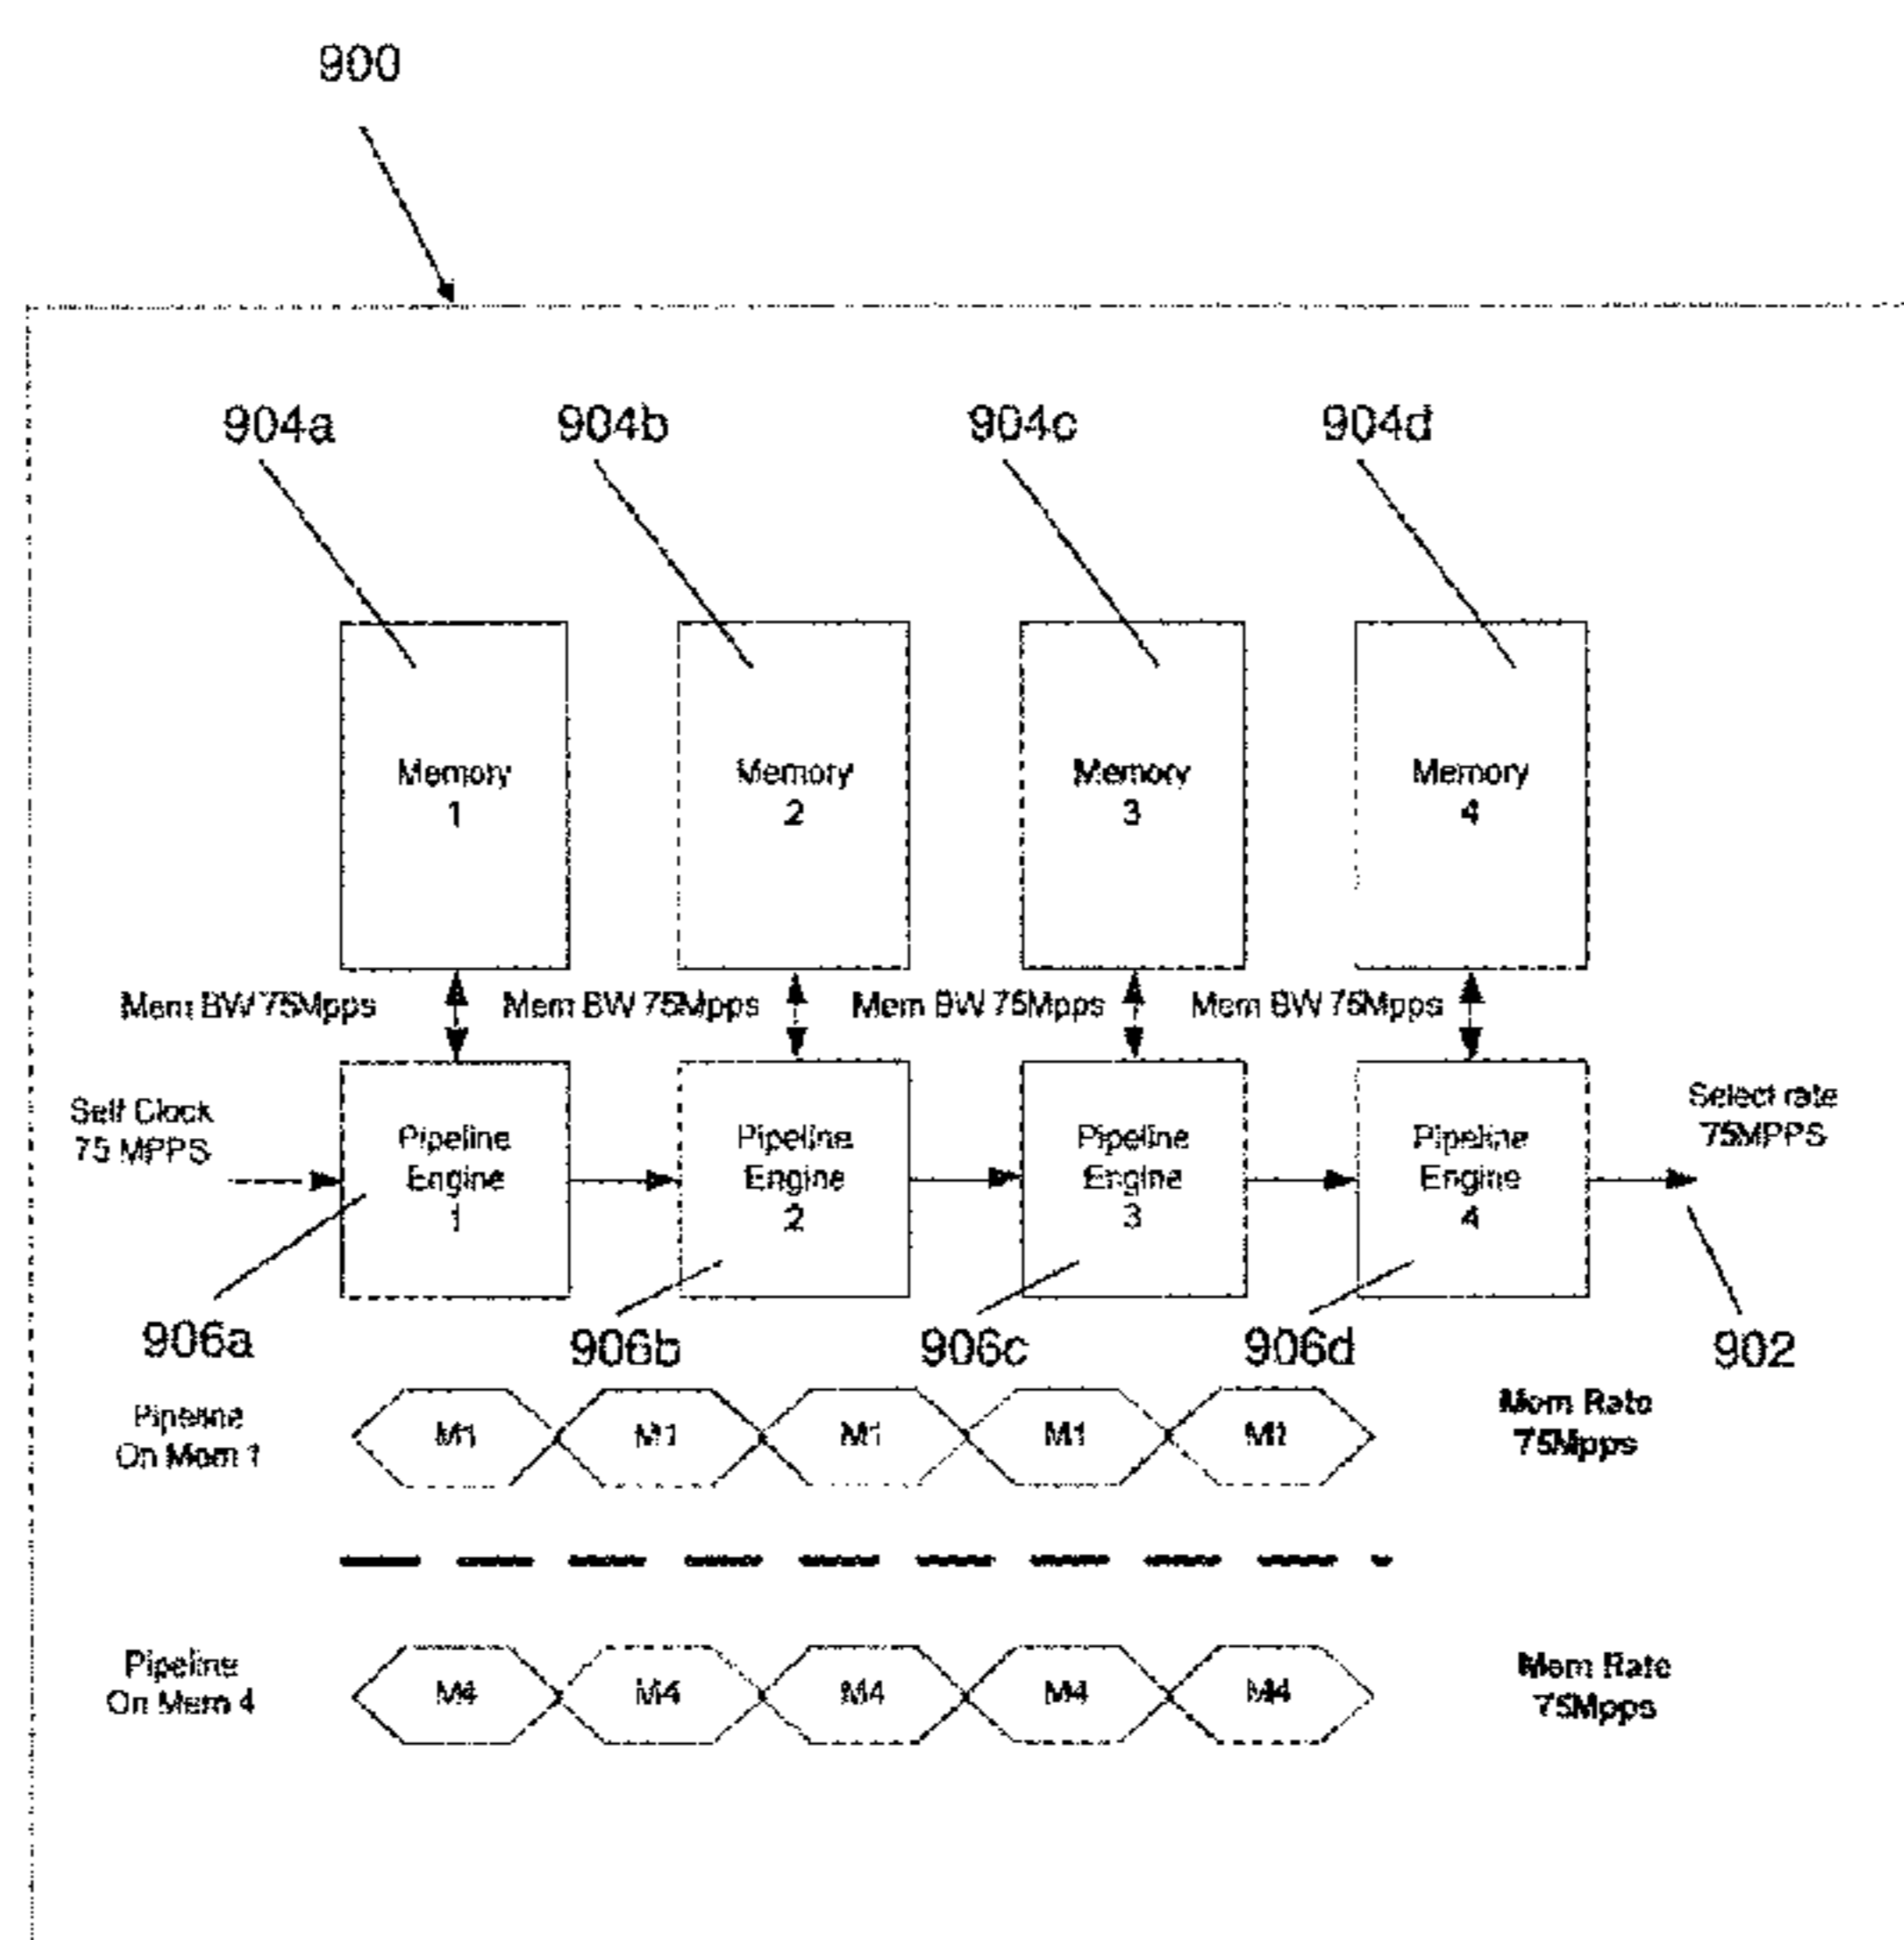 900
904a 904b 904c 904d
Memory
1
Memory
2
Memory
3
Memory
4
Mem BW 75Mpps Mem BW 75Mpps Mem BW 75Mpps Mem BW 75Mpps
Self Clock
75 MPPS
Pipeline
Engine
1
Pipeline
Engine
2
Pipeline
Engine
3
Pipeline
Engine
4
Select rate
75MPPS
906a 906b 906c 906d 902
Pipeline
On Mem 1
M1 M1 M1 M1 M1
Mem Rate
75Mpps
Pipeline
On Mem 4
M4 M4 M4 M4 M4
Mem Rate
75Mpps